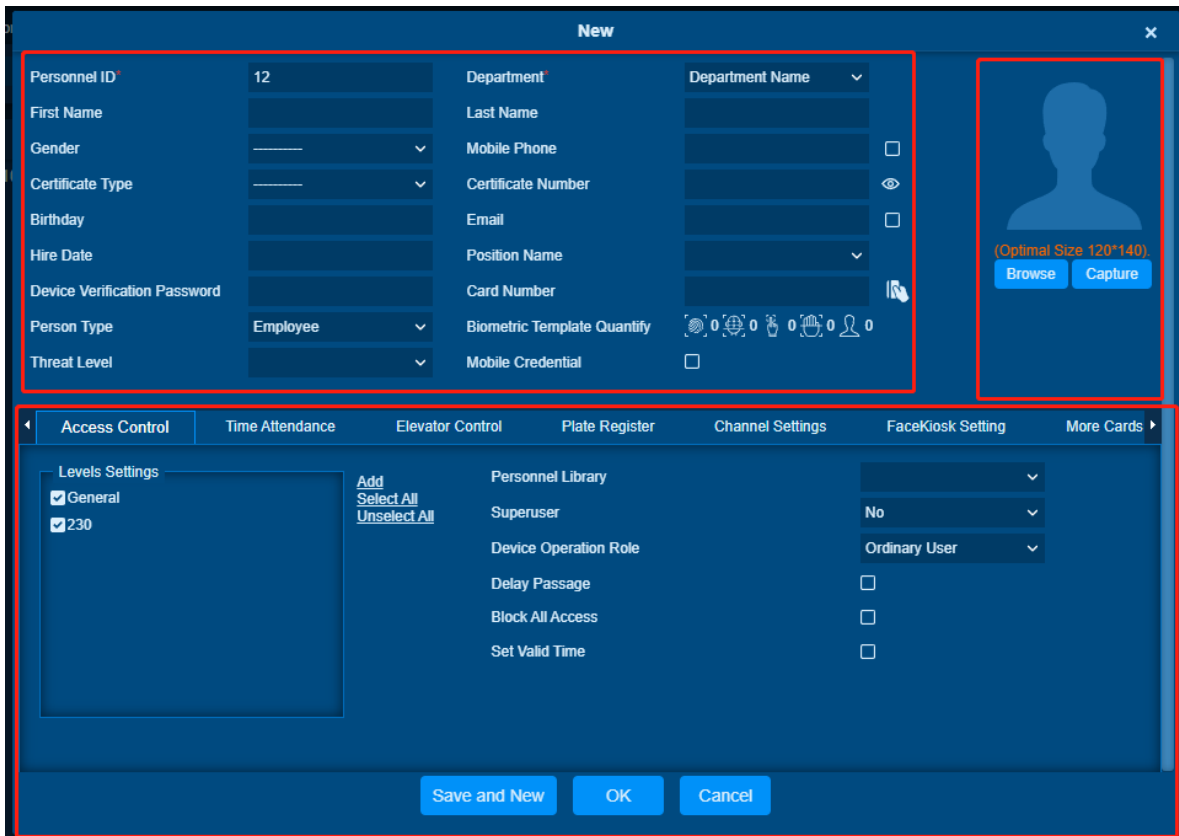 New ×
Personnel ID* 12 Department* Department Name
First Name Last Name
Gender ---------- Mobile Phone
Certificate Type ---------- Certificate Number
Birthday Email
Hire Date Position Name
(Optimal Size 120*140).
Browse Capture
Device Verification Password Card Number
Person Type Employee Biometric Template Quantify 0 0 0 0 0
Threat Level Mobile Credential
Access Control Time Attendance Elevator Control Plate Register Channel Settings FaceKiosk Setting More Cards
Levels Settings
General
230
Add
Select All
Unselect All
Personnel Library
Superuser No
Device Operation Role Ordinary User
Delay Passage
Block All Access
Set Valid Time
Save and New OK Cancel